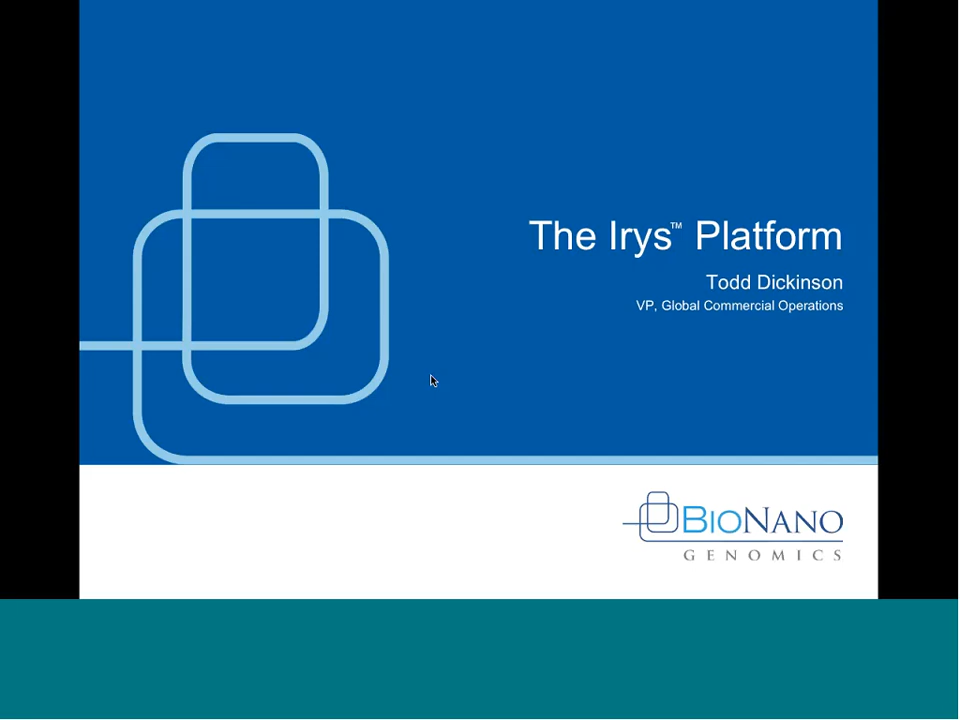 The Irys™ Platform
Todd Dickinson
VP, Global Commercial Operations
BIONANO
GENOMICS